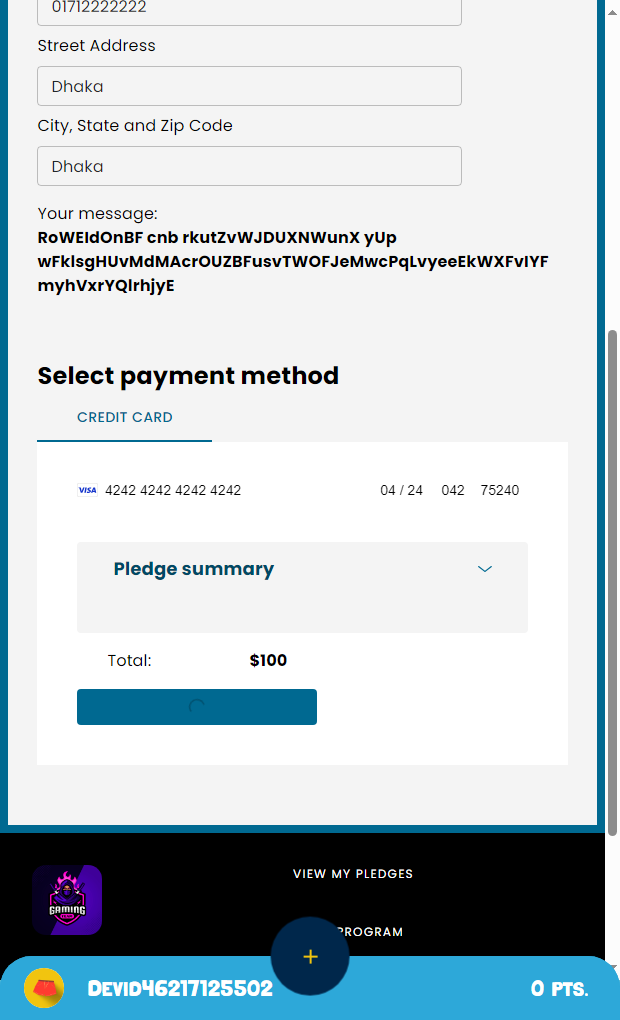 01712222222
Street Address
Dhaka
City, State and Zip Code
Dhaka
Your message:
RoWEIdOnBF cnb rkutZvWJDUXNWunX yUp
wFklsgHUvMdMAcrOUZBFusvTWOFJeMwcPqLvyeeEkWXFvIYF
myhVxrYQlrhjyE
Select payment method
CREDIT CARD
VISA 4242 4242 4242 4242 04 / 24 042 75240
Pledge summary
Total: $100
VIEW MY PLEDGES
GAMING
PROGRAM
+
Devid46217125502 0 PTS.